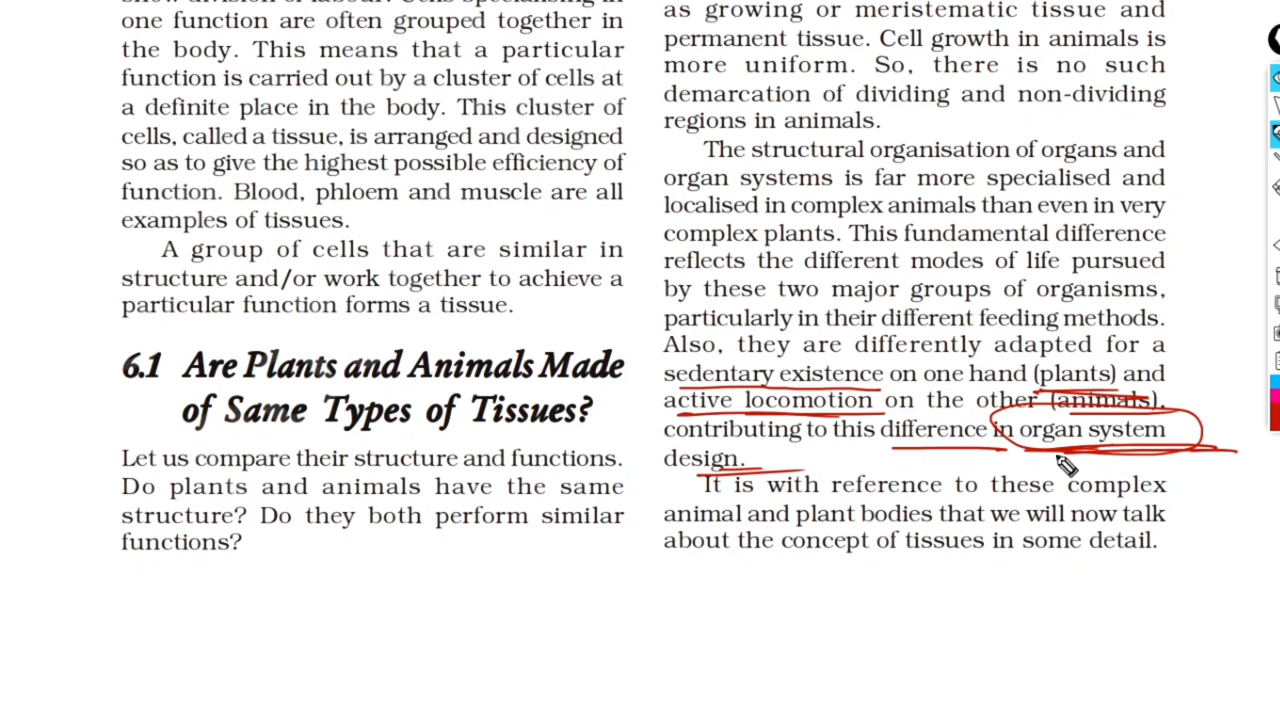 one function are often grouped together in
the body. This means that a particular
function is carried out by a cluster of cells at
a definite place in the body. This cluster of
cells, called a tissue, is arranged and designed
so as to give the highest possible efficiency of
function. Blood, phloem and muscle are all
examples of tissues.
A group of cells that are similar in
structure and/or work together to achieve a
particular function forms a tissue.
6.1 Are Plants and Animals Made
of Same Types of Tissues?
Let us compare their structure and functions.
Do plants and animals have the same
structure? Do they both perform similar
functions?
as growing or meristematic tissue and
permanent tissue. Cell growth in animals is
more uniform. So, there is no such
demarcation of dividing and non-dividing
regions in animals.
The structural organisation of organs and
organ systems is far more specialised and
localised in complex animals than even in very
complex plants. This fundamental difference
reflects the different modes of life pursued
by these two major groups of organisms,
particularly in their different feeding methods.
Also, they are differently adapted for a
sedentary existence on one hand (plants) and
active locomotion on the other (animals),
contributing to this difference in organ system
design.
It is with reference to these complex
animal and plant bodies that we will now talk
about the concept of tissues in some detail.